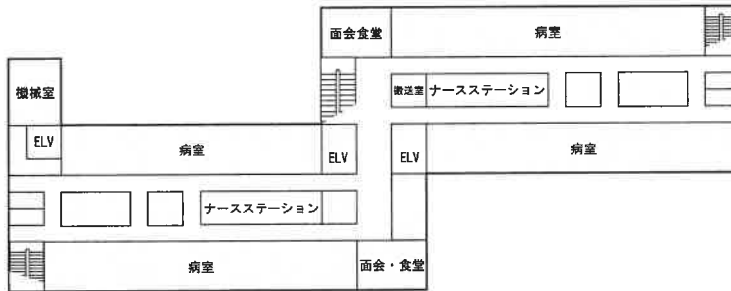 面会食堂
病室
機械室
搬送室
ナースステーション
ELV
病室
ELV
ELV
病室
ナースステーション
病室
面会・食堂